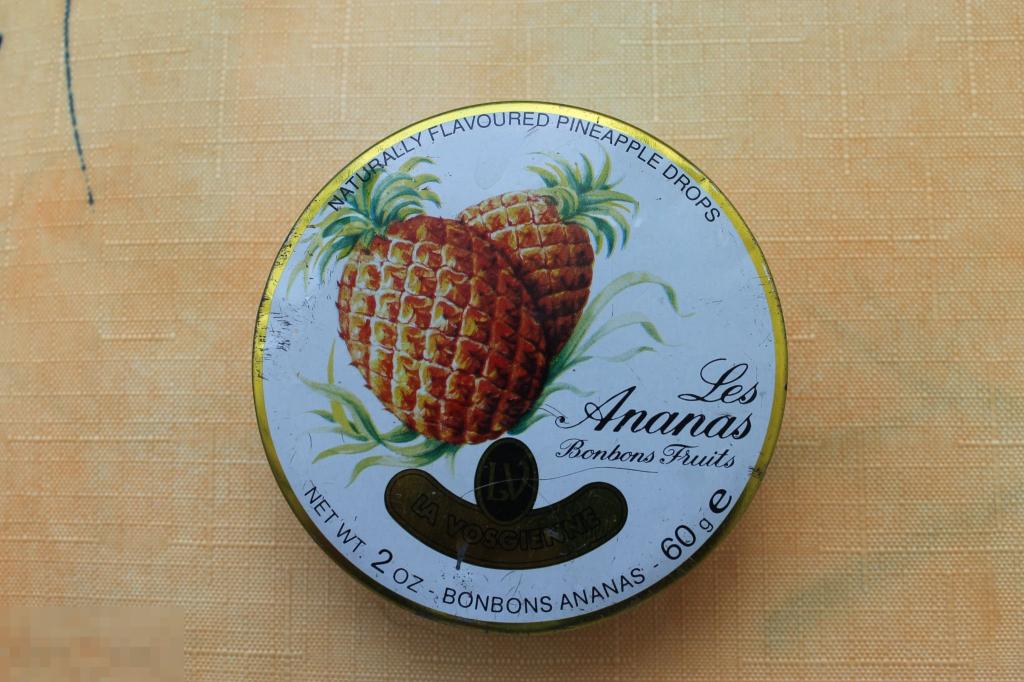 NATURALLY FLAVOURED PINEAPPLE DROPS
Les
Ananas
Bonbons Fruits
LV
LA VOSGIENNE
NET WT. 2 OZ - BONBONS ANANAS - 60 g e